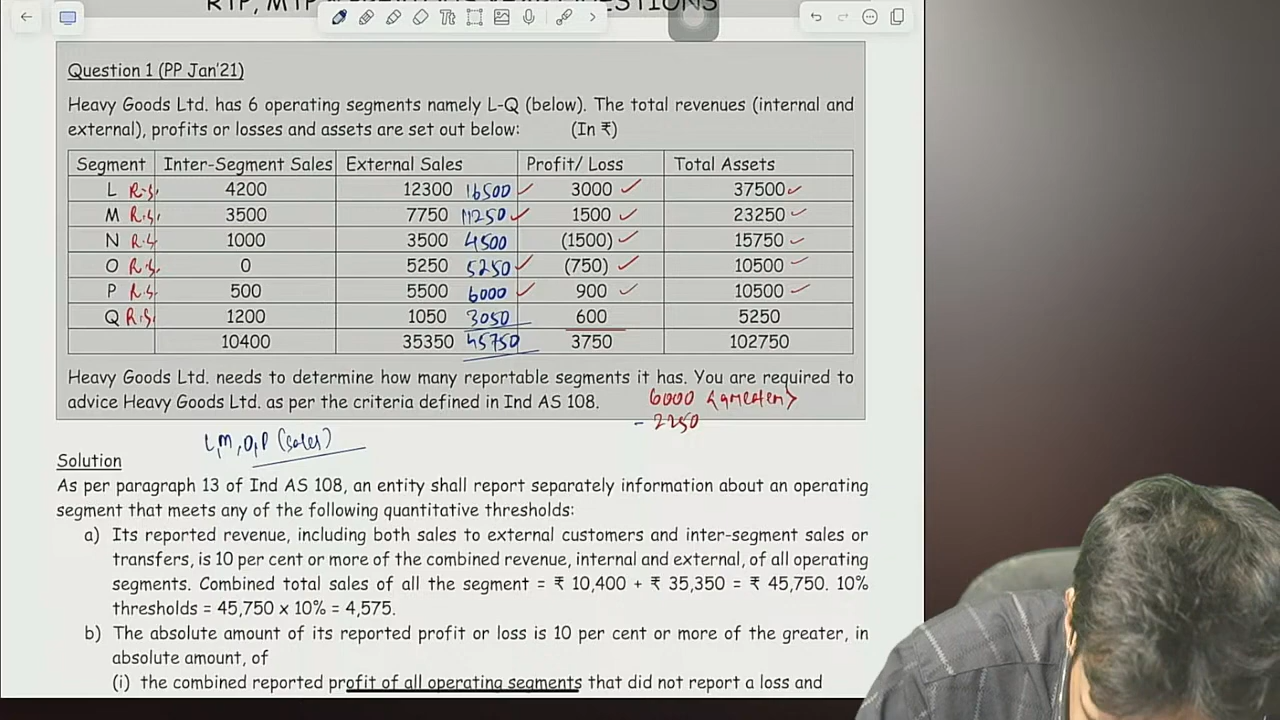 Question 1 (PP Jan'21)
Heavy Goods Ltd. has 6 operating segments namely L-Q (below). The total revenues (internal and
external), profits or losses and assets are set out below: (In ₹)
Segment Inter-Segment Sales External Sales Profit/ Loss Total Assets
L R.S. 4200 12300 16500 ✓ 3000 ✓ 37500 ✓
M R.S. 3500 7750 11250 ✓ 1500 ✓ 23250 ✓
N R.S. 1000 3500 4500 (1500) ✓ 15750 ✓
O R.S. 0 5250 5250 ✓ (750) ✓ 10500 ✓
P R.S. 500 5500 6000 ✓ 900 ✓ 10500 ✓
Q R.S. 1200 1050 3050 600 5250
10400 35350 45750 3750 102750
Heavy Goods Ltd. needs to determine how many reportable segments it has. You are required to
advice Heavy Goods Ltd. as per the criteria defined in Ind AS 108.
6000 (greater)
- 2250
L, M, O, P (sales)
Solution
As per paragraph 13 of Ind AS 108, an entity shall report separately information about an operating
segment that meets any of the following quantitative thresholds:
a) Its reported revenue, including both sales to external customers and inter-segment sales or
transfers, is 10 per cent or more of the combined revenue, internal and external, of all operating
segments. Combined total sales of all the segment = ₹ 10,400 + ₹ 35,350 = ₹ 45,750. 10%
thresholds = 45,750 x 10% = 4,575.
b) The absolute amount of its reported profit or loss is 10 per cent or more of the greater, in
absolute amount, of
(i) the combined reported profit of all operating segments that did not report a loss and